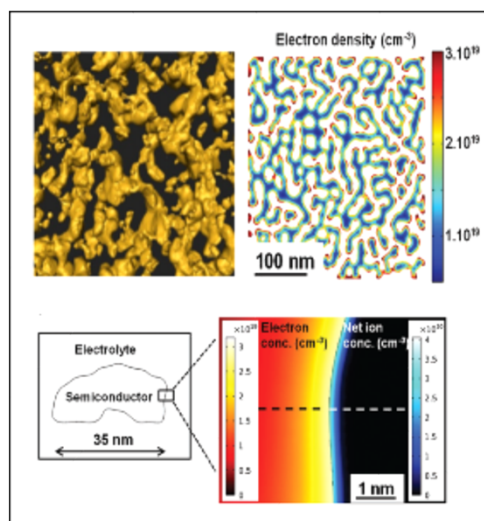 Electron density (cm⁻³)
3.10¹⁹
2.10¹⁹
1.10¹⁹
100 nm
Electrolyte
Semiconductor
35 nm
Electron
conc. (cm⁻³)
Net ion
conc. (cm⁻³)
3
2.5
2
1.5
1
0.5
0
4
3.5
3
2.5
2
1.5
1
0.5
0
1 nm